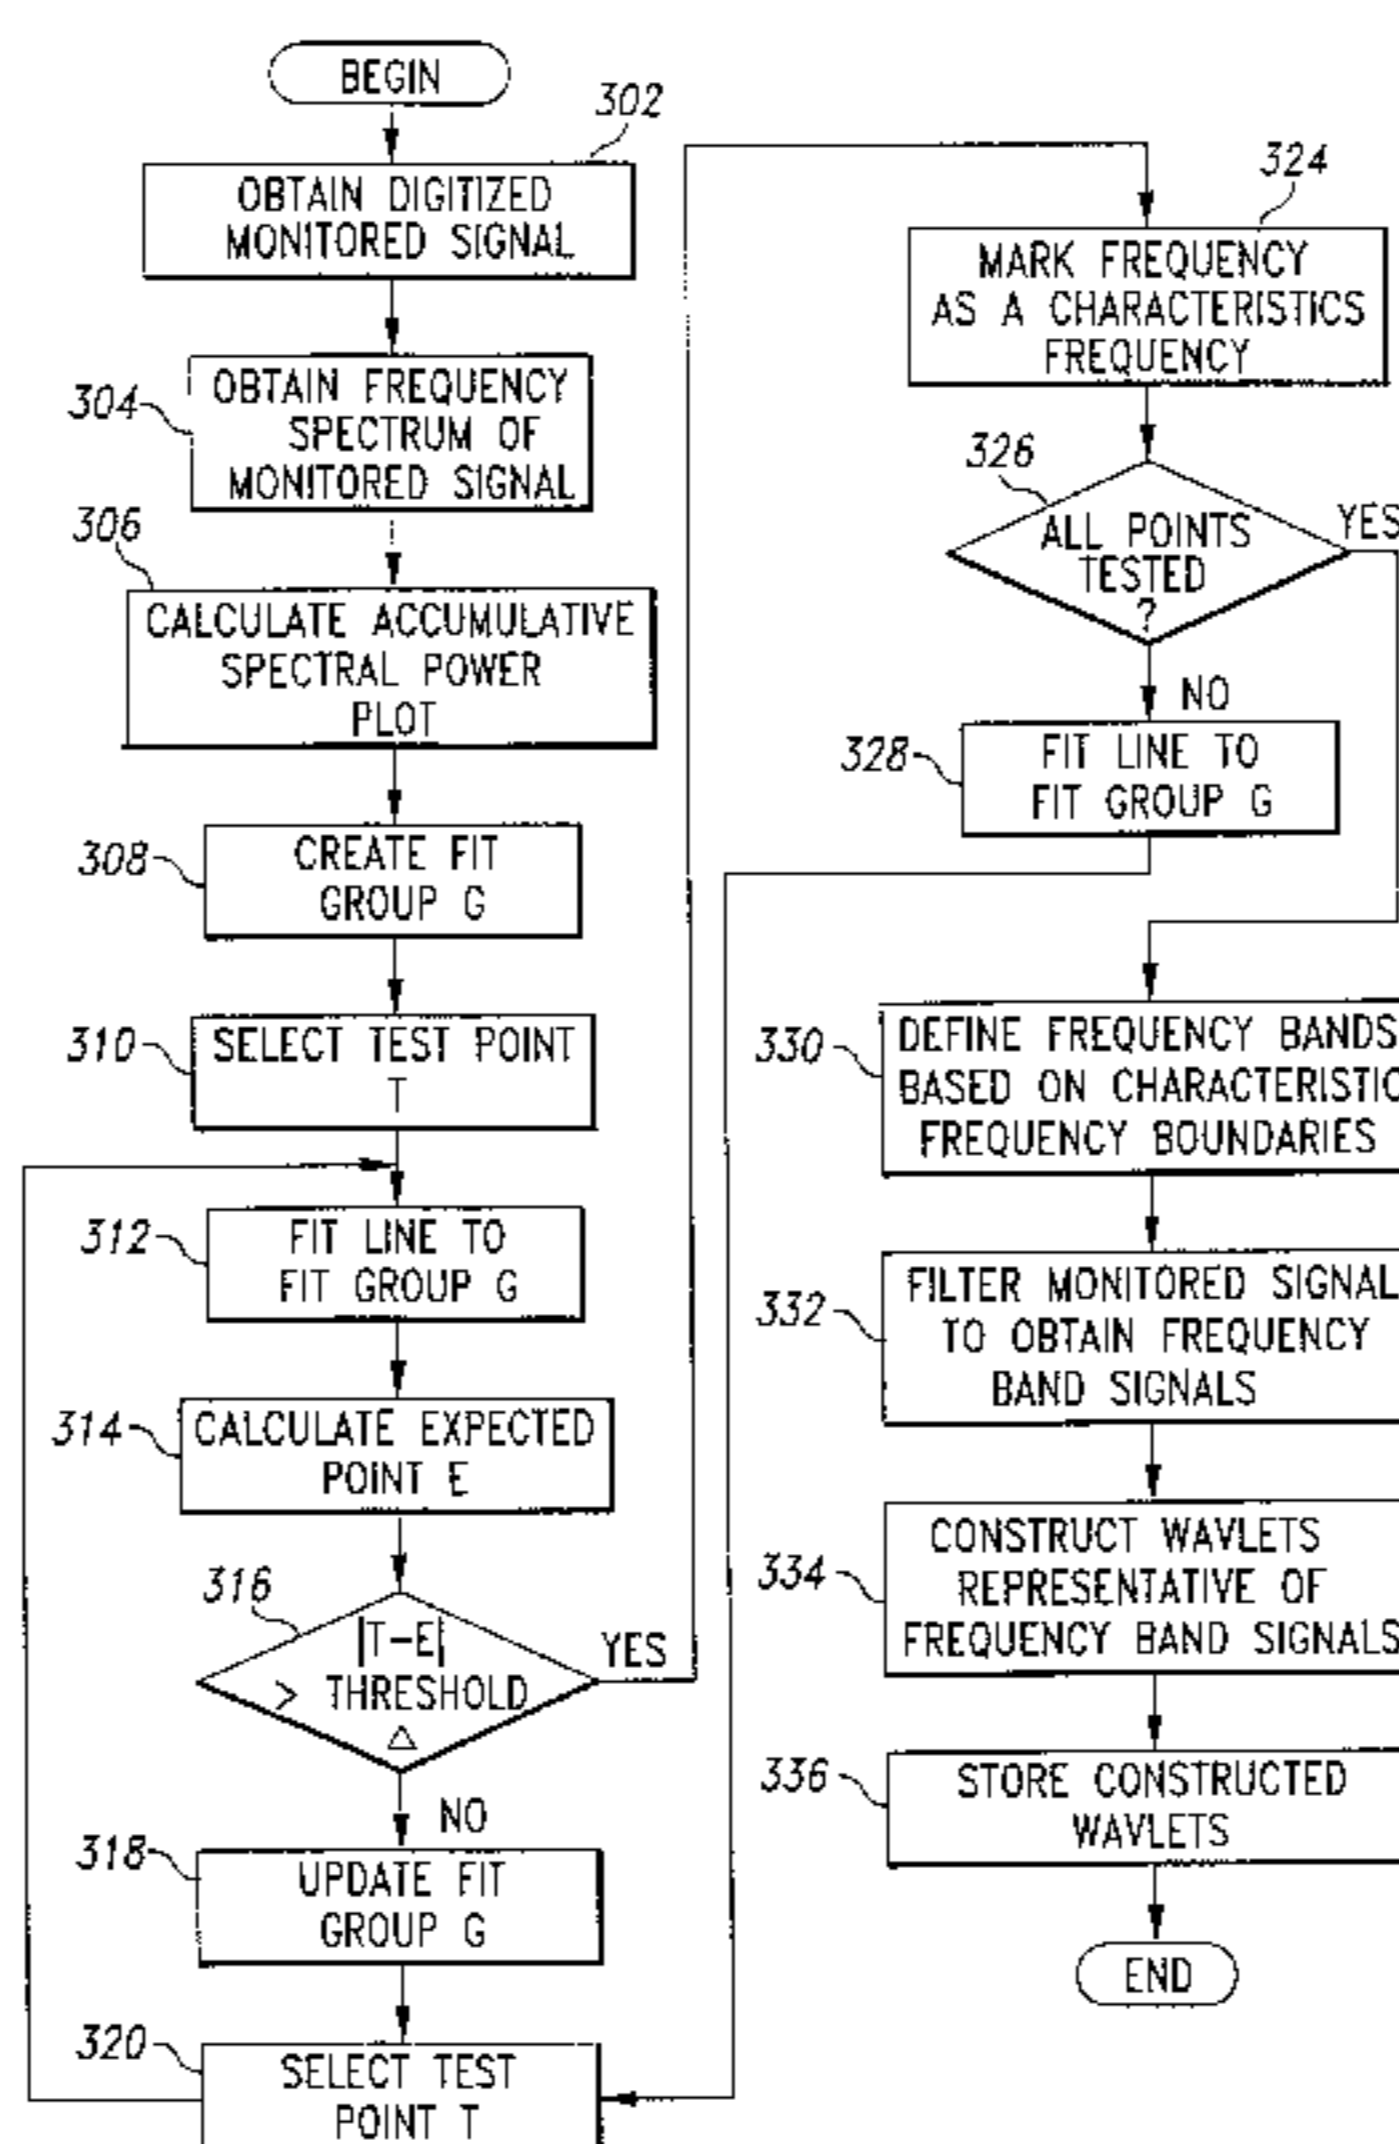 BEGIN
302
OBTAIN DIGITIZED
MONITORED SIGNAL
304
OBTAIN FREQUENCY
SPECTRUM OF
MONITORED SIGNAL
306
CALCULATE ACCUMULATIVE
SPECTRAL POWER
PLOT
308
CREATE FIT
GROUP G
310
SELECT TEST POINT
T
312
FIT LINE TO
FIT GROUP G
314
CALCULATE EXPECTED
POINT E
316
|T-E|
> THRESHOLD
△
YES
NO
318
UPDATE FIT
GROUP G
320
SELECT TEST
POINT T
324
MARK FREQUENCY
AS A CHARACTERISTICS
FREQUENCY
326
ALL POINTS
TESTED
?
YES
NO
328
FIT LINE TO
FIT GROUP G
330
DEFINE FREQUENCY BANDS
BASED ON CHARACTERISTIC
FREQUENCY BOUNDARIES
332
FILTER MONITORED SIGNAL
TO OBTAIN FREQUENCY
BAND SIGNALS
334
CONSTRUCT WAVLETS
REPRESENTATIVE OF
FREQUENCY BAND SIGNALS
336
STORE CONSTRUCTED
WAVLETS
END